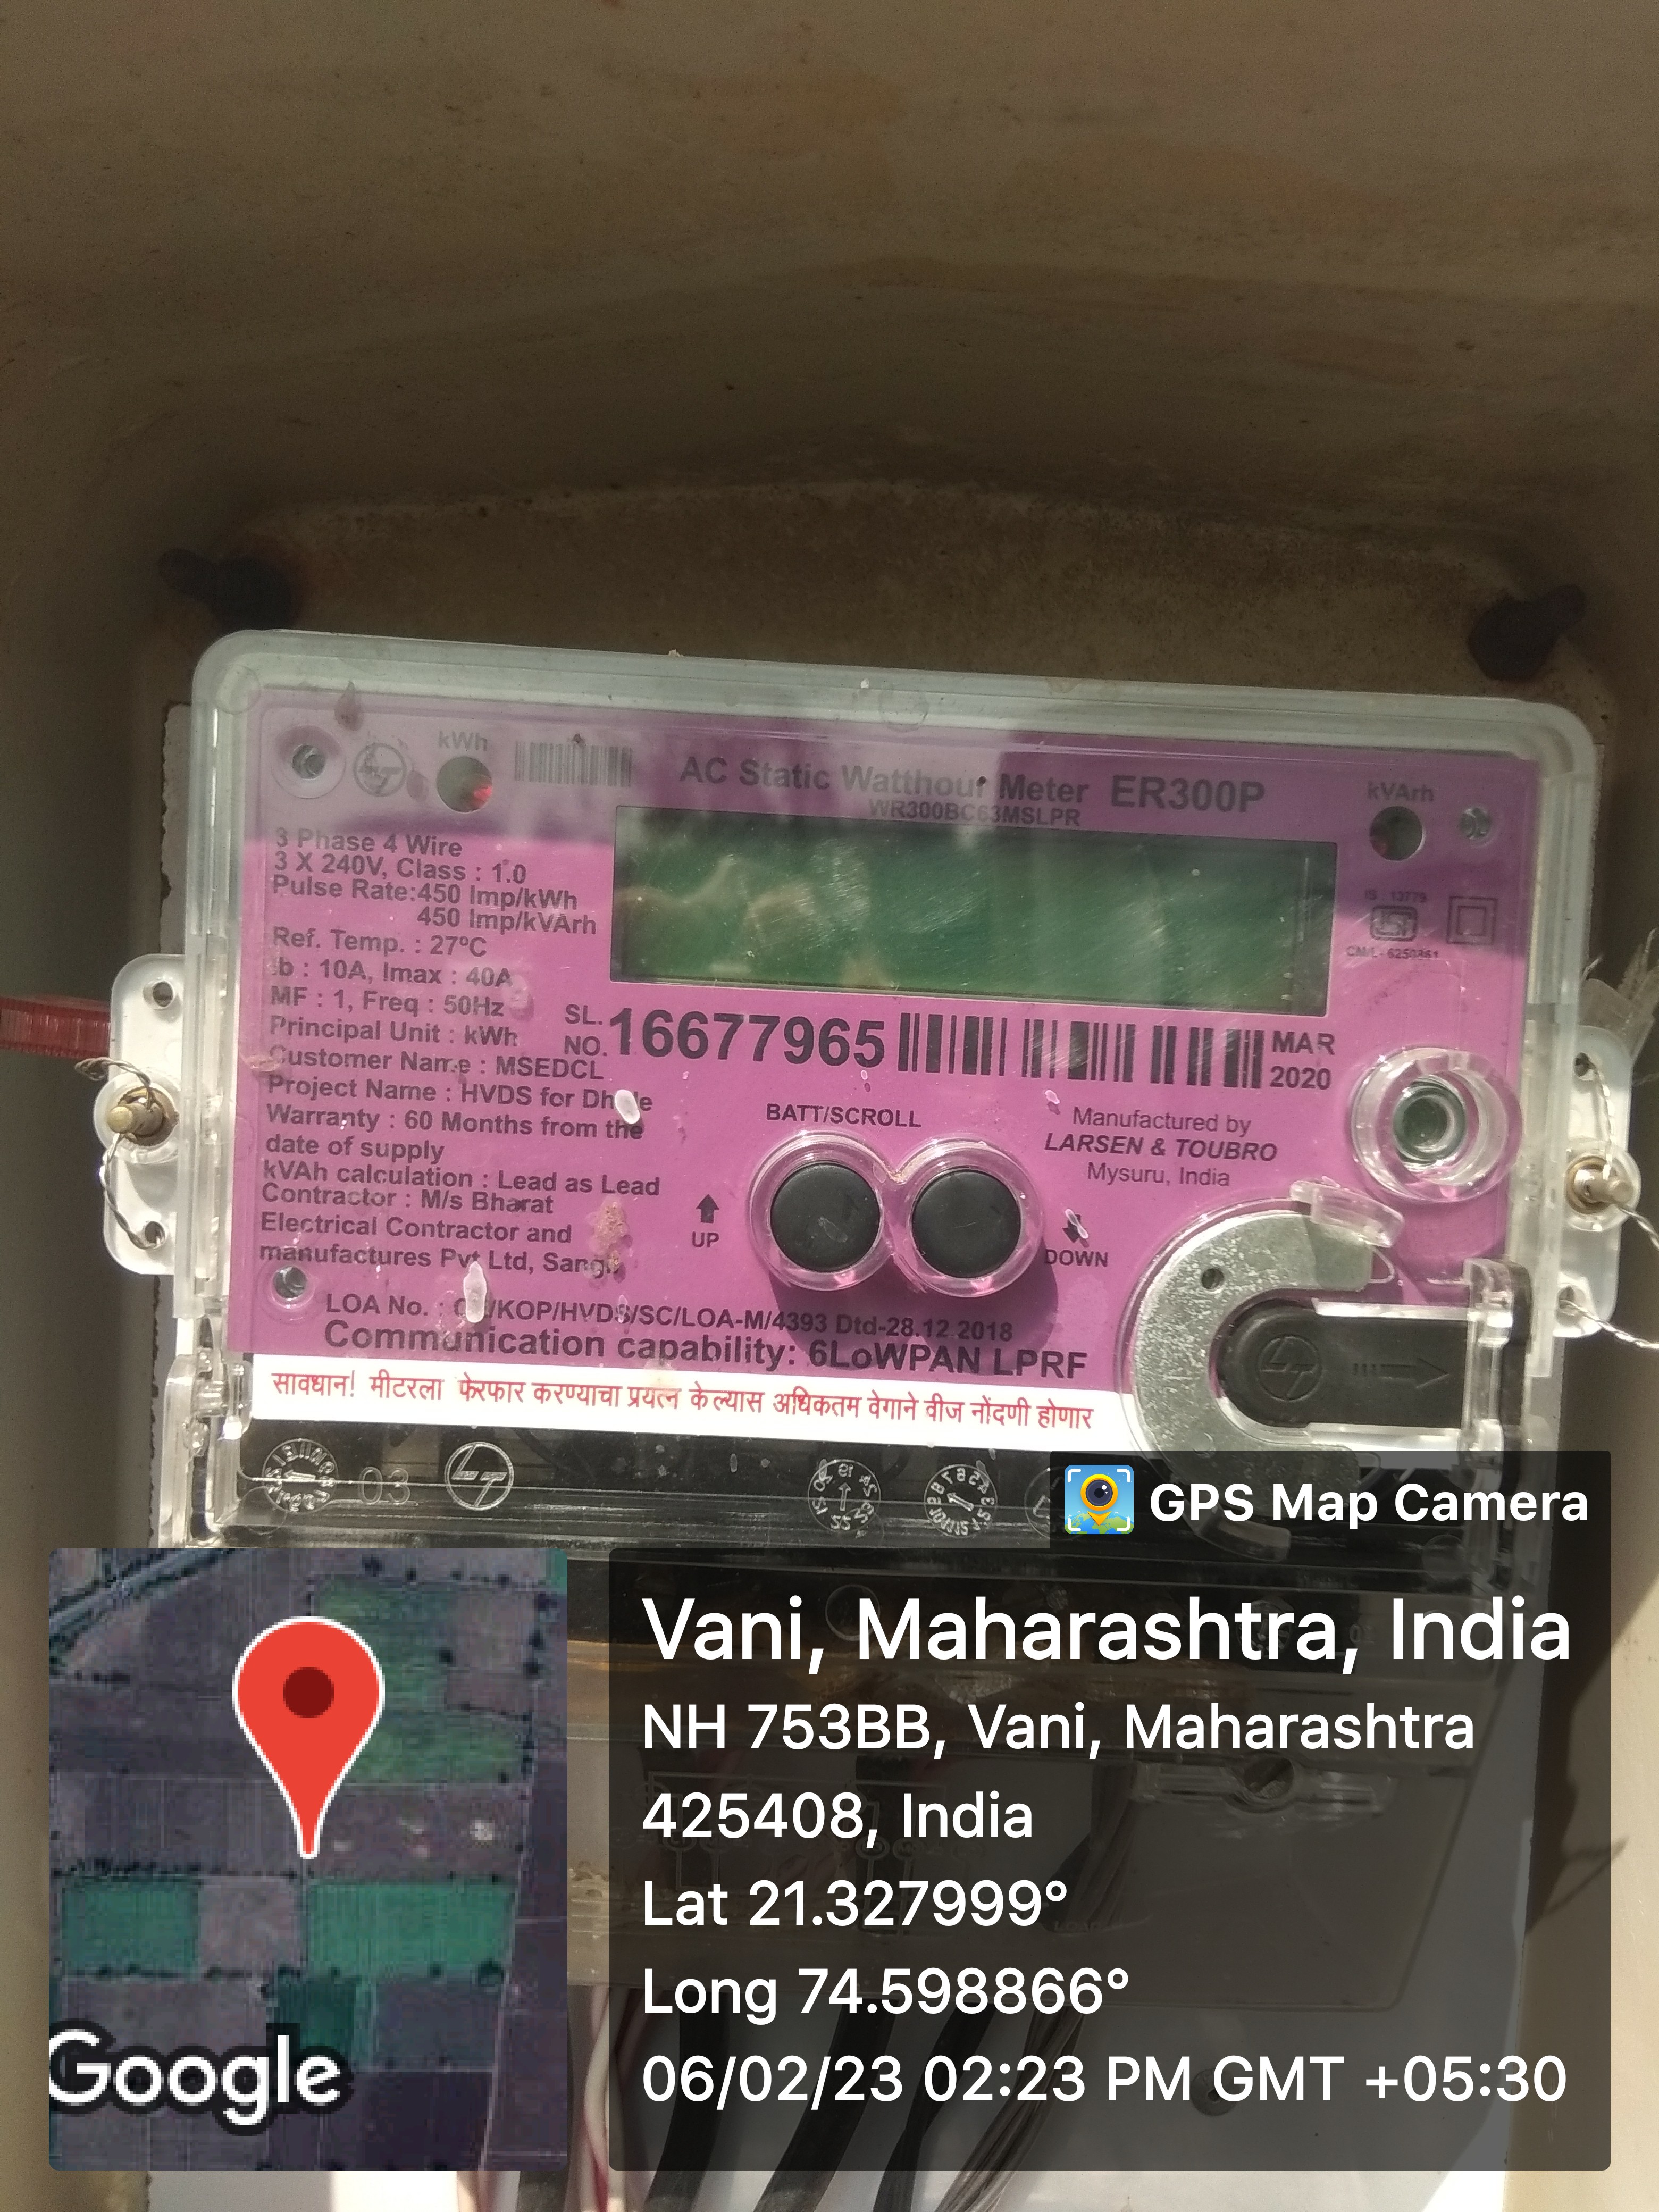 kWh
AC Static Watthour Meter ER300P
WR300BC63MSLPR
kVArh
3 Phase 4 Wire
3 X 240V, Class : 1.0
Pulse Rate:450 Imp/kWh
450 Imp/kVArh
Ref. Temp. : 27°C
Ib : 10A, Imax : 40A
MF : 1, Freq : 50Hz
Principal Unit : kWh
Customer Name : MSEDCL
Project Name : HVDS for
Warranty : 60 Months from the
date of supply
kVAh calculation : Lead as Lead
Contractor : M/s Bharat
Electrical Contractor and
manufactures Pvt Ltd,
IS : 13779
CM/L - 6250861
SL.
NO. 16677965
MAR
2020
BATT/SCROLL
UP
DOWN
Manufactured by
LARSEN & TOUBRO
Mysuru, India
LOA No. : /KOP/HVDS/SC/LOA-M/4393 Dtd-28.12.2018
Communication capability: 6LoWPAN LPRF
सावधान! मीटरला फेरफार करण्याचा प्रयत्न केल्यास अधिकतम वेगाने वीज नोंदणी होणार
03
GPS Map Camera
Vani, Maharashtra, India
NH 753BB, Vani, Maharashtra
425408, India
Lat 21.327999°
Long 74.598866°
06/02/23 02:23 PM GMT +05:30
Google